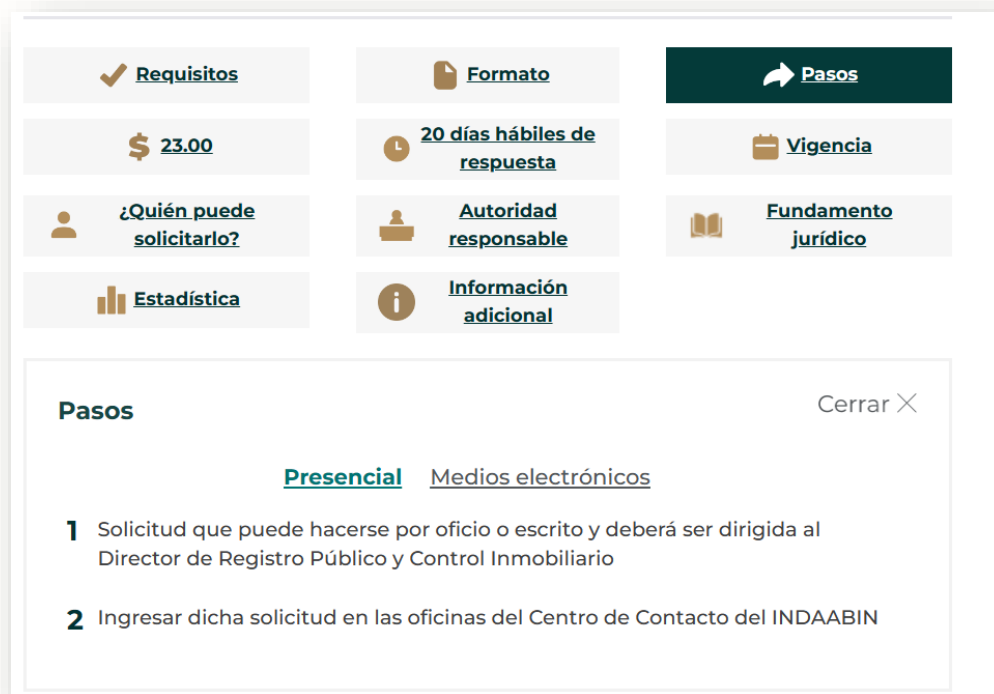 Requisitos
Formato
Pasos
23.00
20 días hábiles de
respuesta
Vigencia
¿Quién puede
solicitarlo?
Autoridad
responsable
Fundamento
jurídico
Estadística
Información
adicional
Pasos
Cerrar
Presencial
Medios electrónicos
1 Solicitud que puede hacerse por oficio o escrito y deberá ser dirigida al
Director de Registro Público y Control Inmobiliario
2 Ingresar dicha solicitud en las oficinas del Centro de Contacto del INDAABIN